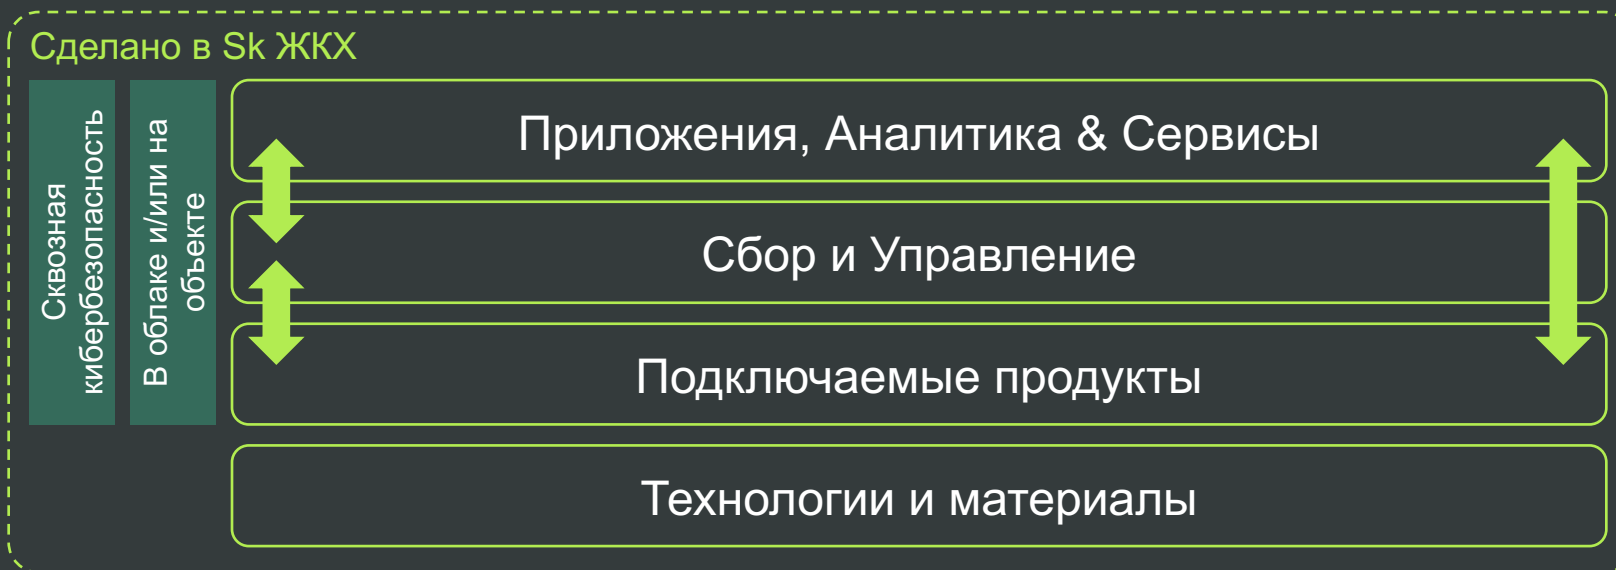 Сделано в Sk ЖКХ
Сквозная
кибербезопасность
В облаке и/или на
объекте
Приложения, Аналитика & Сервисы
Сбор и Управление
Подключаемые продукты
Технологии и материалы